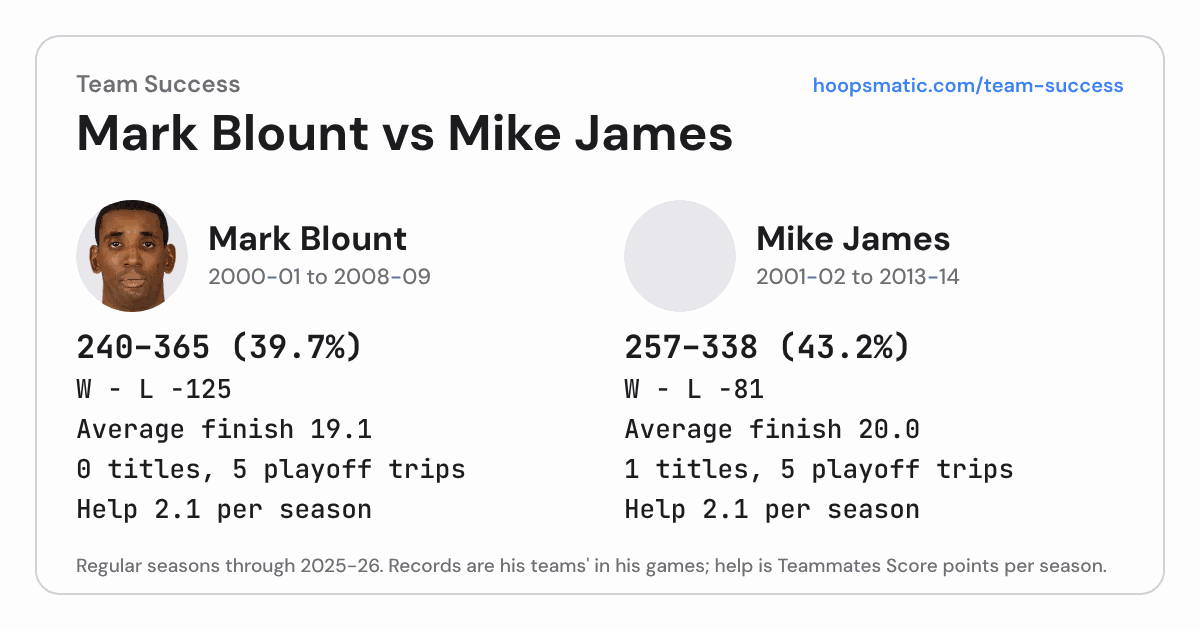 Team Success
hoopsmatic.com/team-success
Mark Blount vs Mike James
Mark Blount
2000-01 to 2008-09
240-365 (39.7%)
W - L -125
Average finish 19.1
0 titles, 5 playoff trips
Help 2.1 per season
Mike James
2001-02 to 2013-14
257-338 (43.2%)
W - L -81
Average finish 20.0
1 titles, 5 playoff trips
Help 2.1 per season
Regular seasons through 2025-26. Records are his teams' in his games; help is Teammates Score points per season.